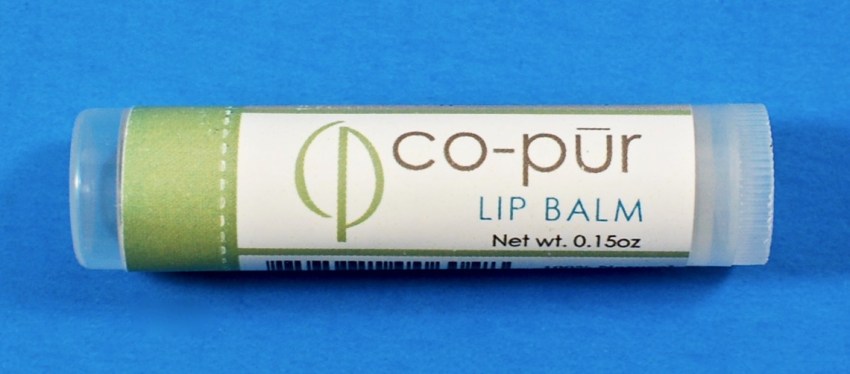 co-pūr
LIP BALM
Net wt. 0.15oz